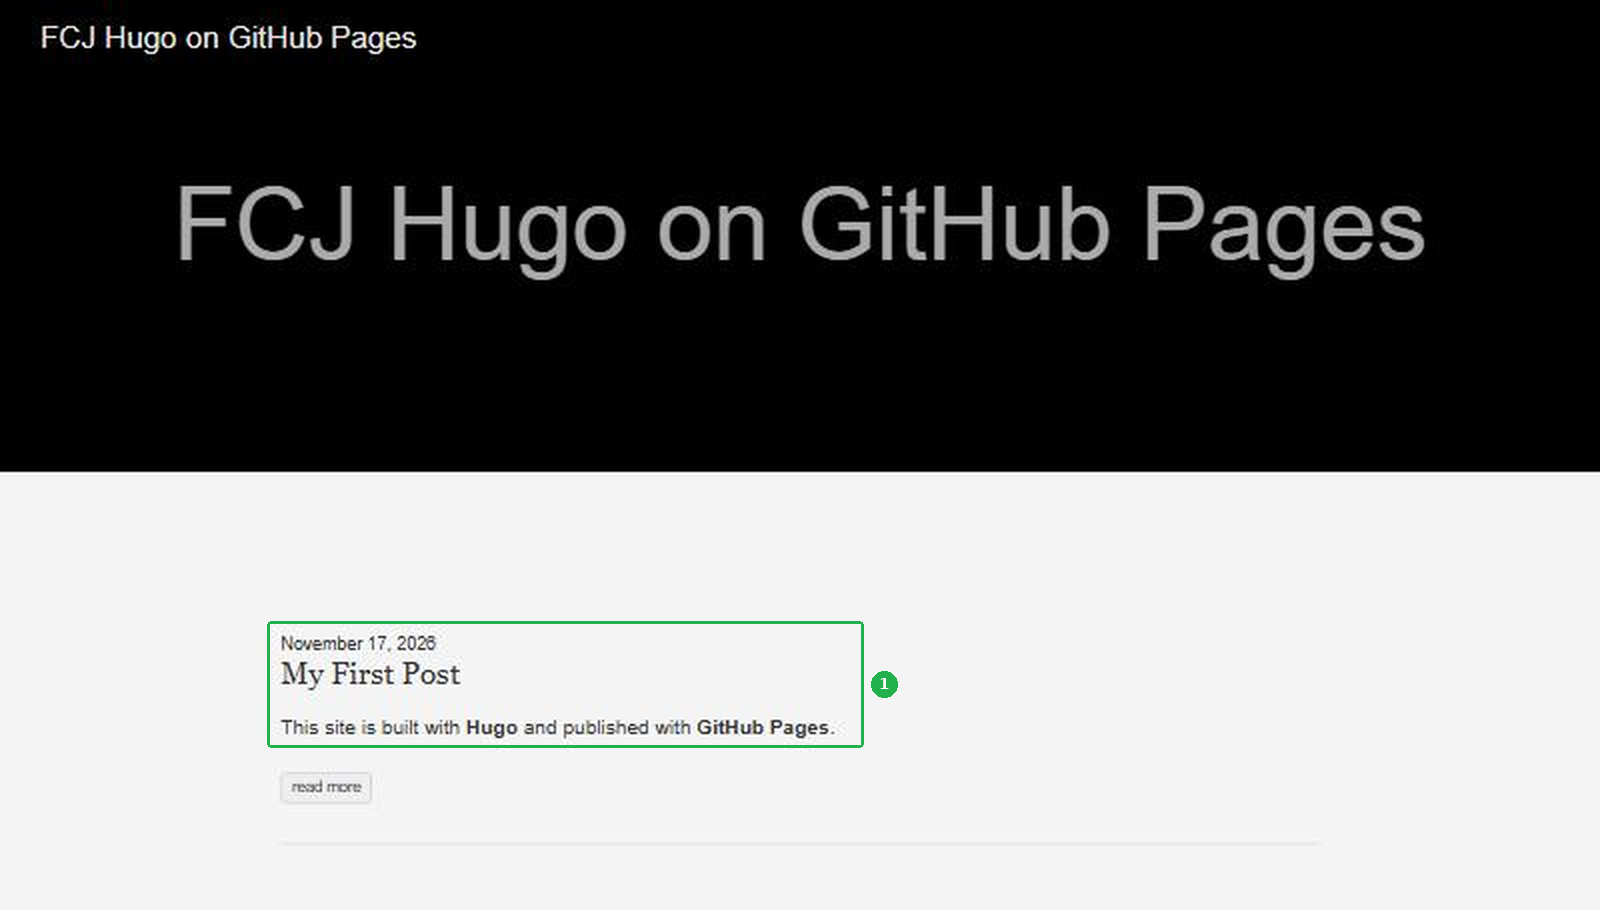 FCJ Hugo on GitHub Pages
FCJ Hugo on GitHub Pages
November 17, 2026
My First Post
1
This site is built with Hugo and published with GitHub Pages.
read more